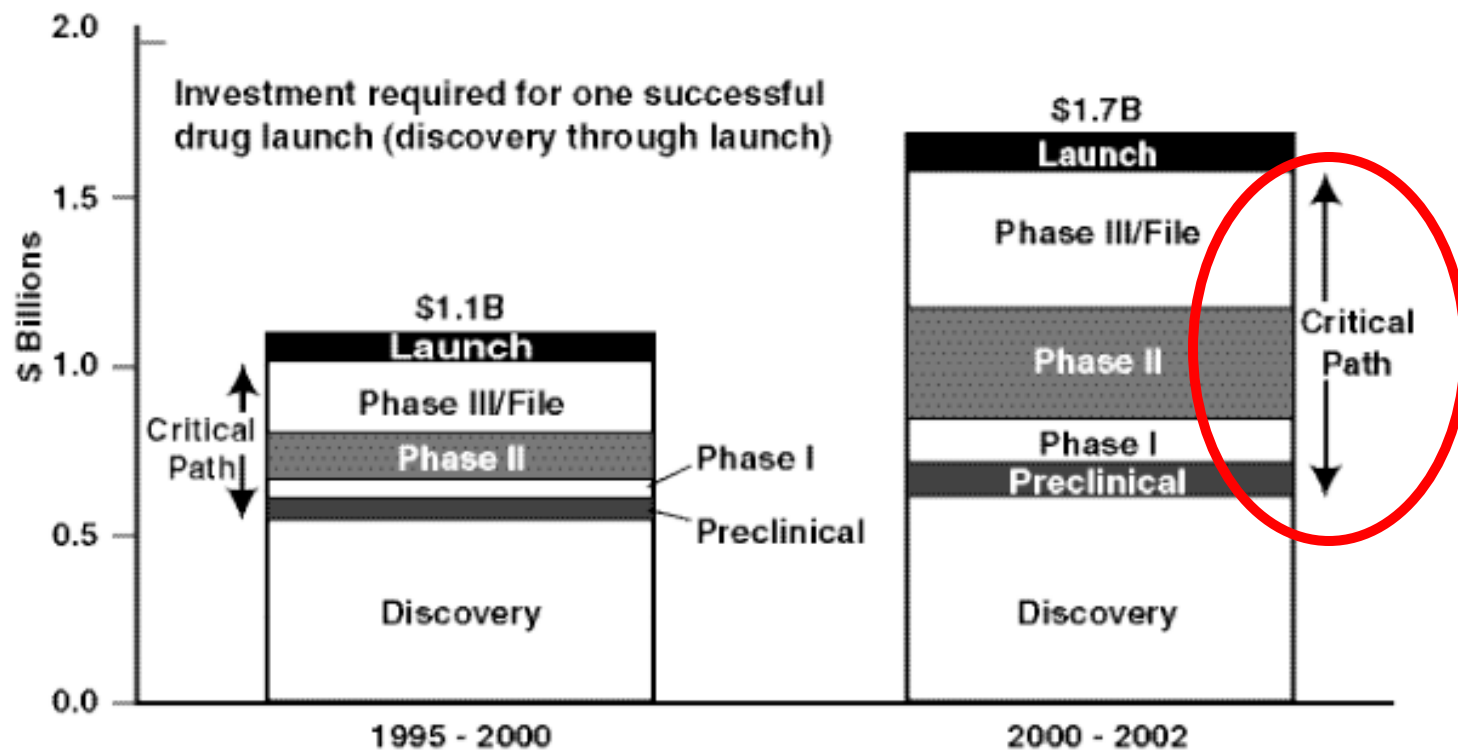 2.0
Investment required for one successful
drug launch (discovery through launch)
$1.7B
Launch
1.5
Phase III/File
$ Billions
$1.1B
Launch
Critical
Path
1.0
Phase II
Phase III/File
Critical
Path
Phase II
Phase I
Phase I
Preclinical
0.5
Preclinical
Discovery
Discovery
0.0
1995 - 2000
2000 - 2002